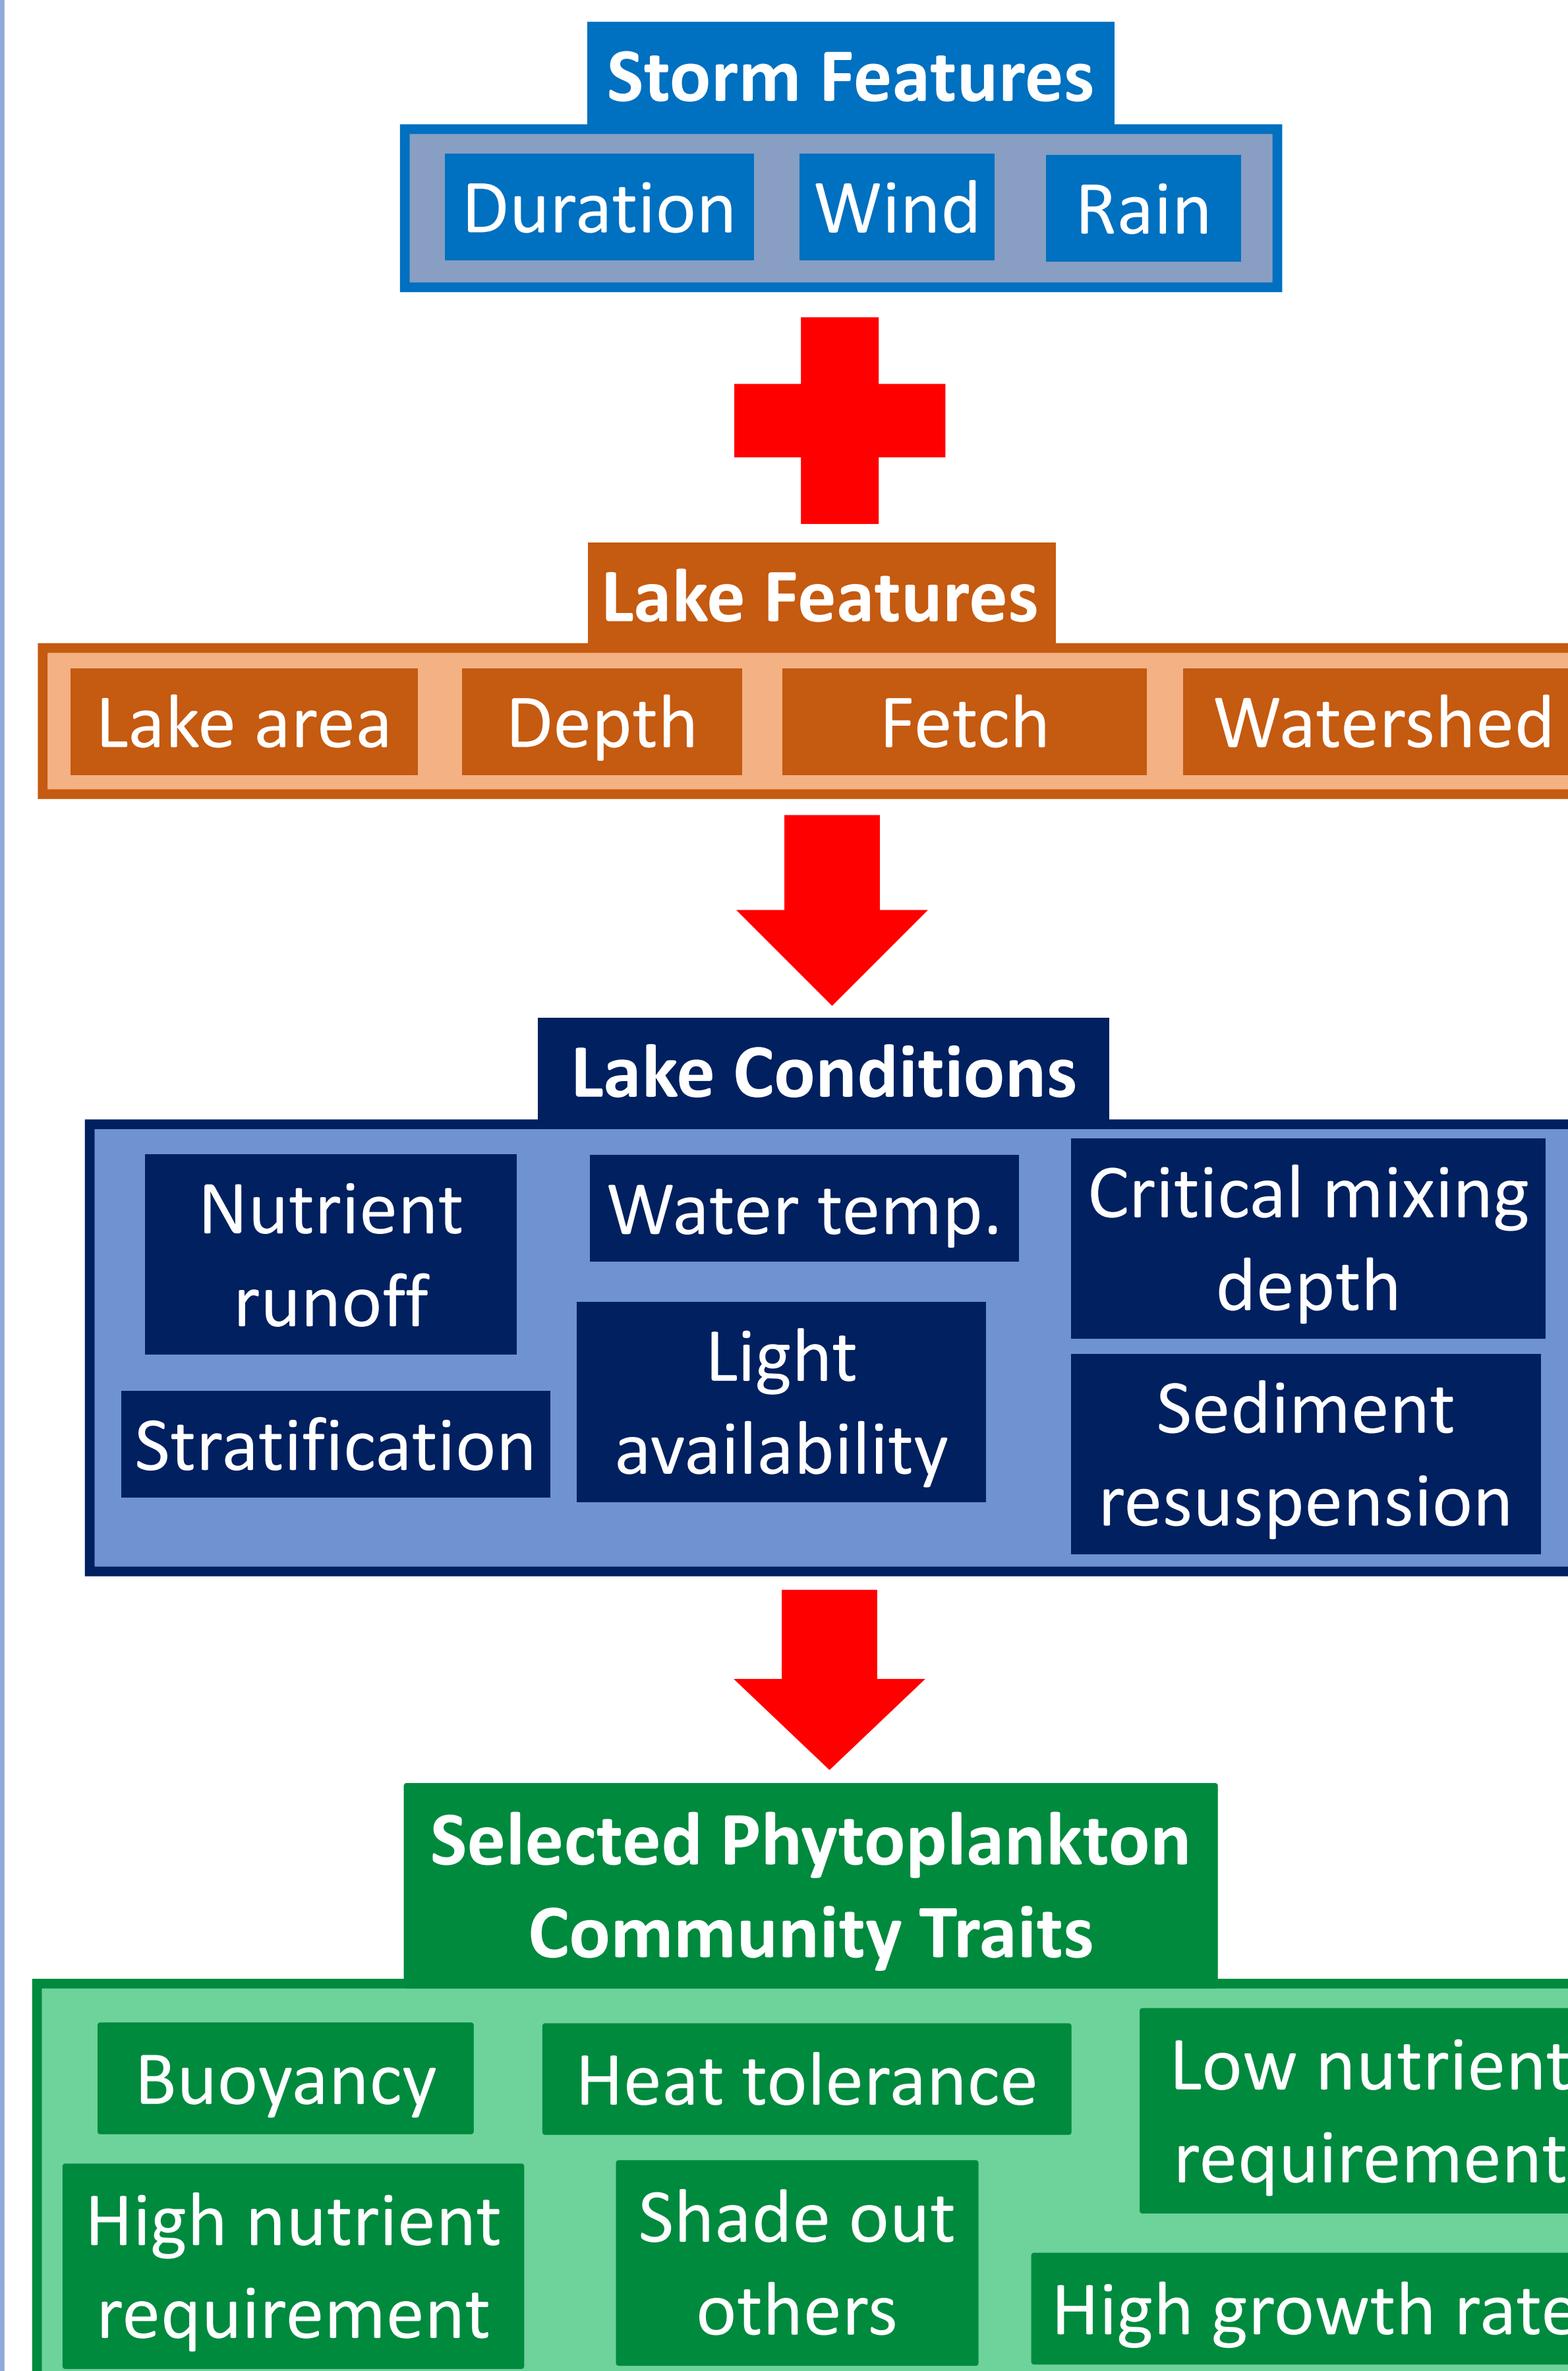 Storm Features
Duration
Wind
Rain
Lake Features
Lake area
Depth
Fetch
Watershed
Lake Conditions
Nutrient
runoff
Water temp.
Critical mixing
depth
Stratification
Light
availability
Sediment
resuspension
Selected Phytoplankton
Community Traits
Buoyancy
Heat tolerance
Low nutrient
requirement
High nutrient
requirement
Shade out
others
High growth rate